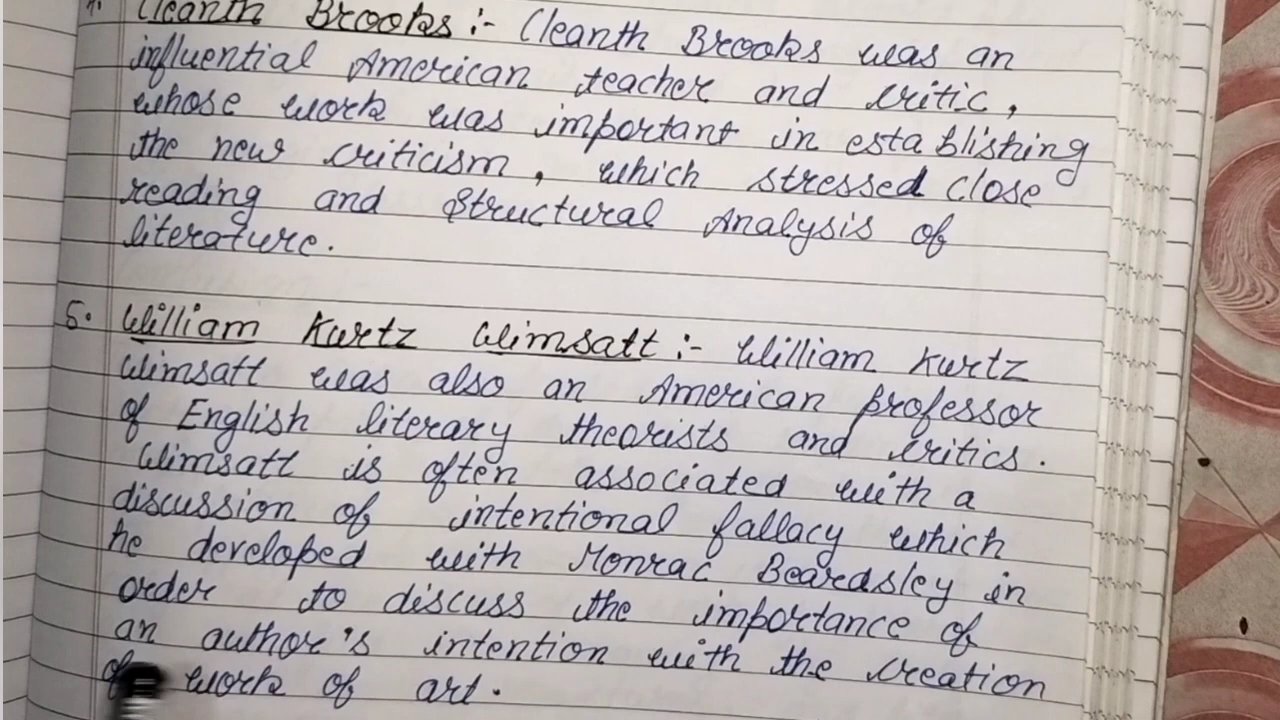 Cleanth Brooks :- Cleanth Brooks was an
influential American teacher and critic,
whose work was important in establishing
the new criticism, which stressed close
reading and Structural Analysis of
literature.
5. William Kurtz Wimsatt :- William Kurtz
Wimsatt was also an American professor
of English literary theorists and critics.
Wimsatt is often associated with a
discussion of intentional fallacy which
he developed with Monrac Beardsley in
order to discuss the importance of
an author's intention with the creation
of work of art.